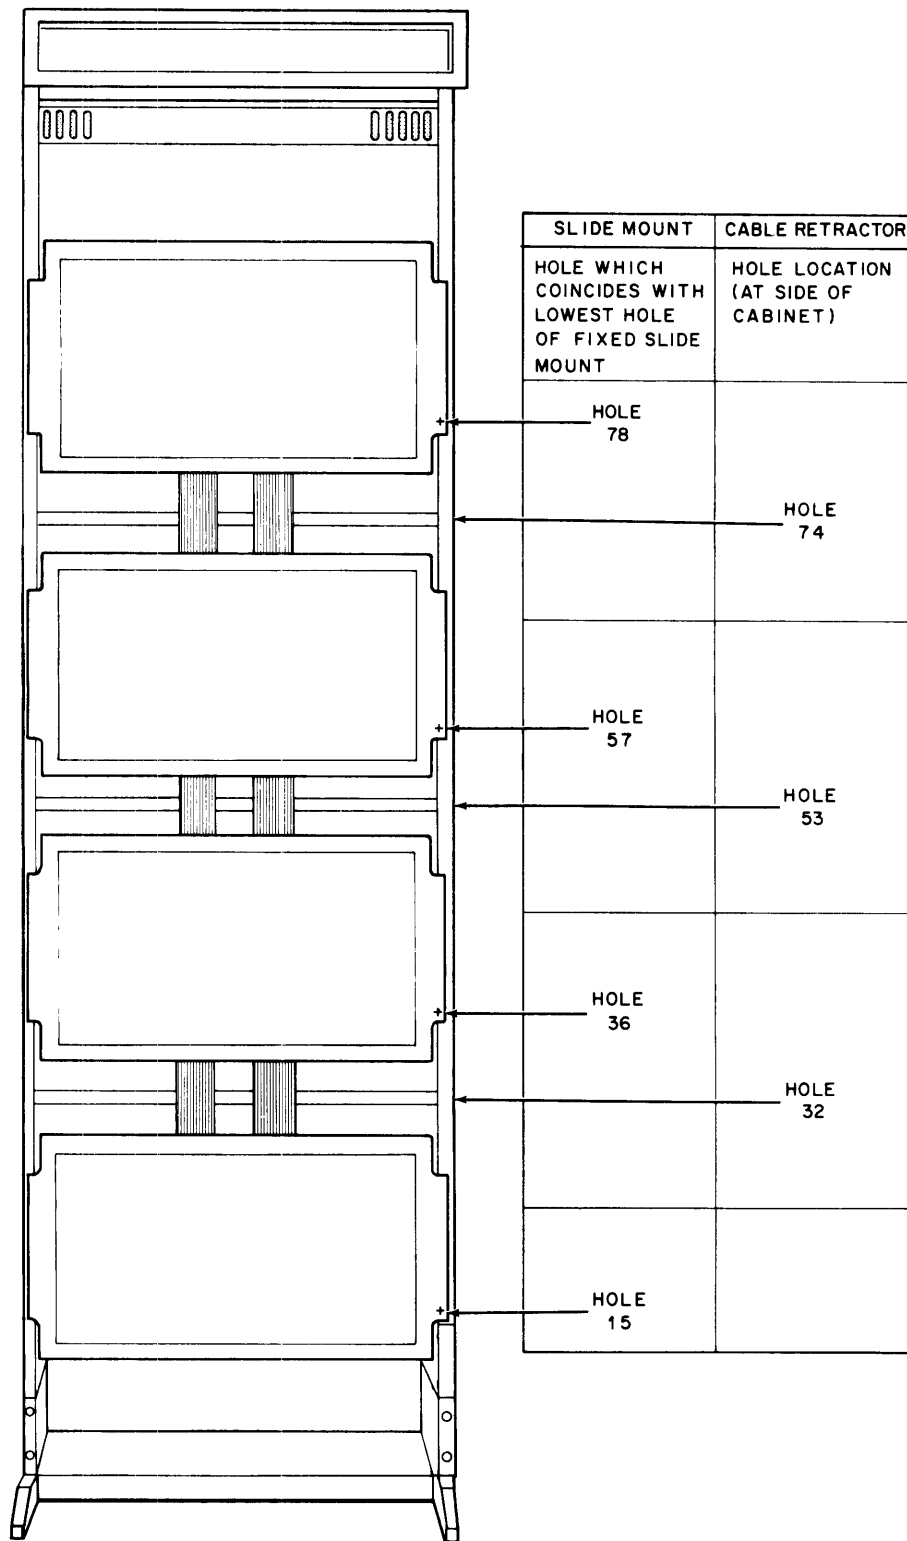 SLIDE MOUNT
CABLE RETRACTOR
HOLE WHICH
COINCIDES WITH
LOWEST HOLE
OF FIXED SLIDE
MOUNT
HOLE LOCATION
(AT SIDE OF
CABINET)
HOLE
78
HOLE
74
HOLE
57
HOLE
53
HOLE
36
HOLE
32
HOLE
15